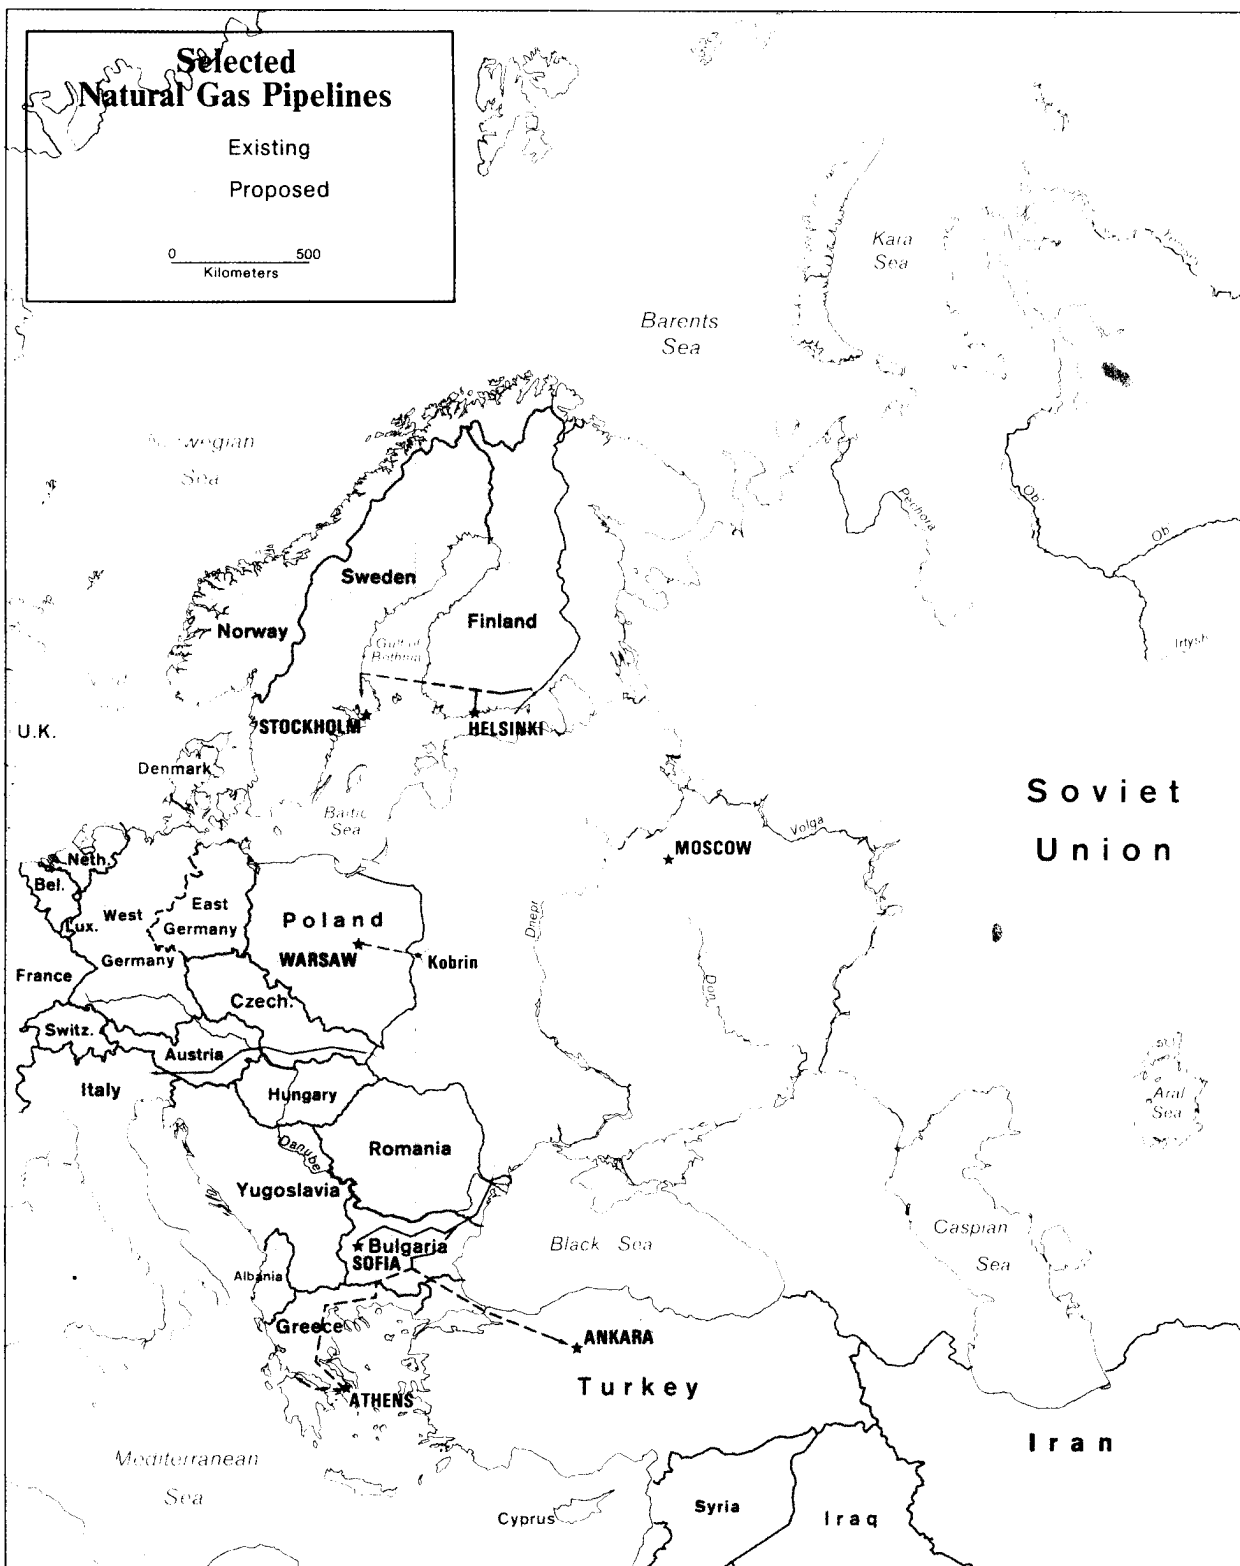 Selected
Natural Gas Pipelines
Existing
Proposed
0 500
Kilometers
Kara
Sea
Barents
Sea
Norwegian
Sea
Pechora
Ob'
Ob'
Irtysh
Sweden
Norway
Finland
Gulf of
Bothnia
STOCKHOLM
HELSINKI
U.K.
Denmark
Baltic
Sea
Soviet
Union
Volga
MOSCOW
Neth.
Bel.
Lux.
West
Germany
East
Germany
Poland
WARSAW
Kobrin
Dnepr
Don
France
Czech.
Switz.
Austria
Italy
Hungary
Aral
Sea
Danube
Romania
Yugoslavia
Bulgaria
SOFIA
Black Sea
Caspian
Sea
Albania
Greece
ANKARA
Turkey
ATHENS
Iran
Mediterranean
Sea
Cyprus
Syria
Iraq